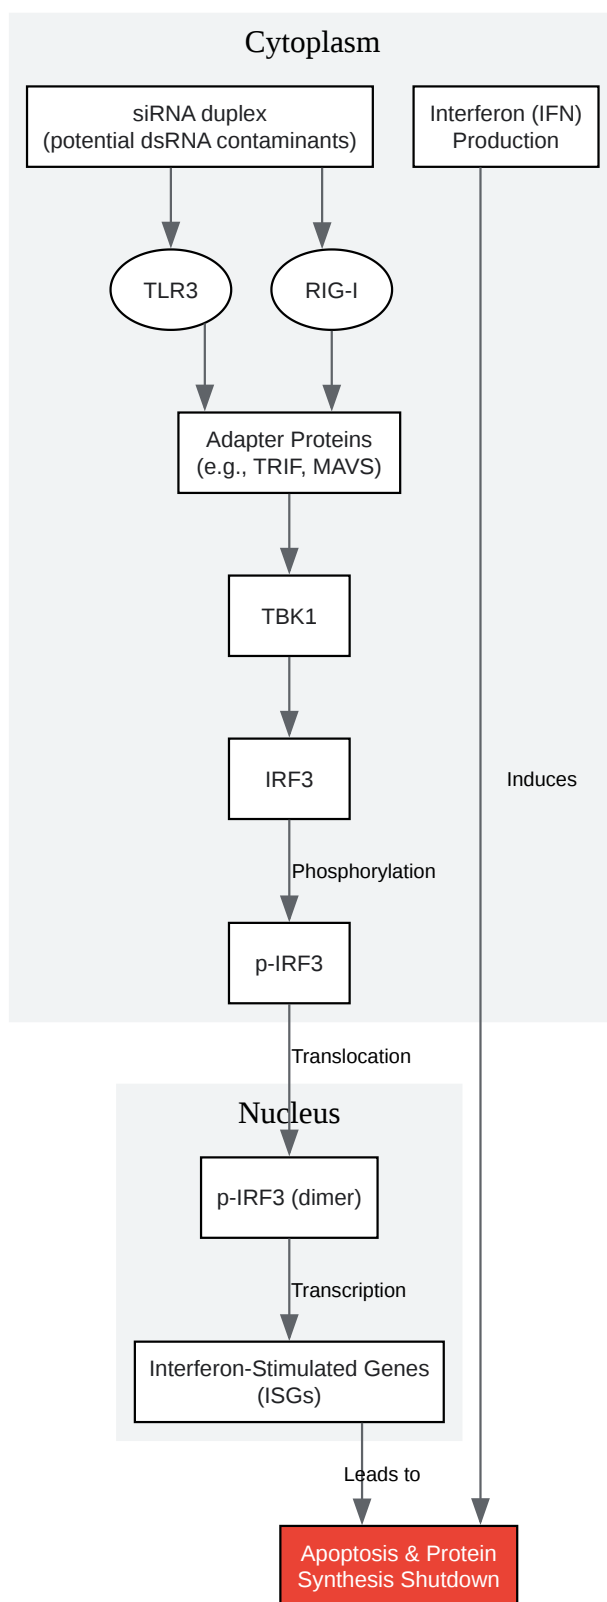 Cytoplasm
siRNA duplex
(potential dsRNA contaminants)
Interferon (IFN)
Production
TLR3
RIG-I
Adapter Proteins
(e.g., TRIF, MAVS)
TBK1
IRF3
Induces
Phosphorylation
p-IRF3
Translocation
Nucleus
p-IRF3 (dimer)
Transcription
Interferon-Stimulated Genes
(ISGs)
Leads to
Apoptosis & Protein
Synthesis Shutdown